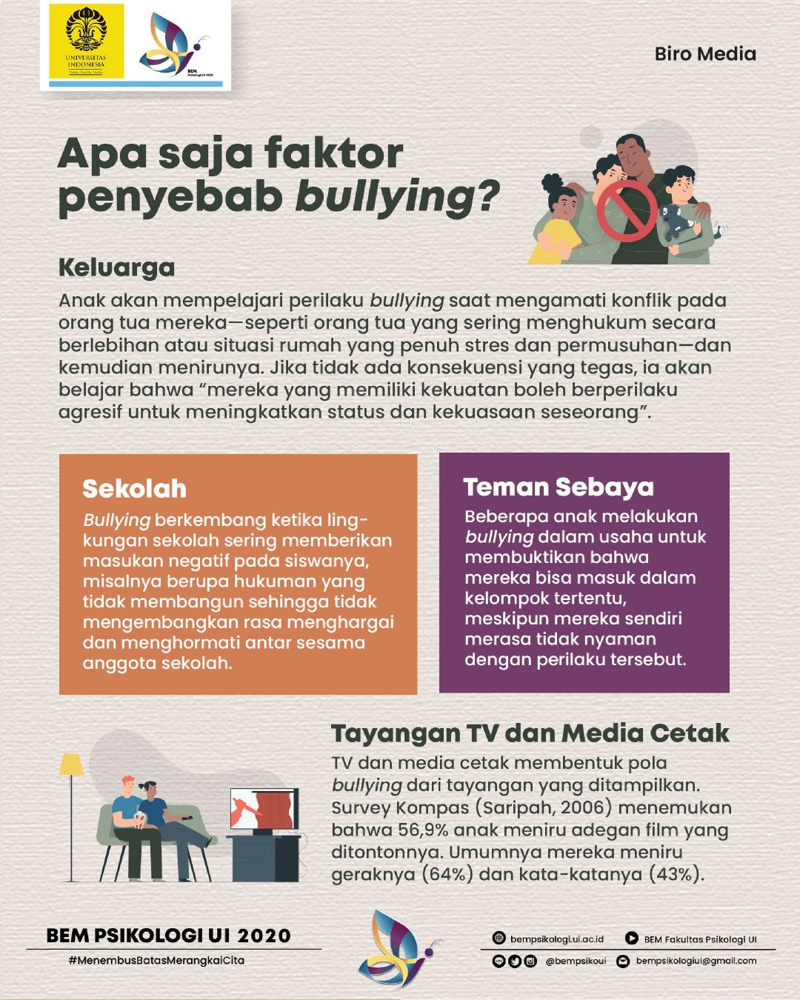 UNIVERSITAS
INDONESIA
BEM
Psikologi UI 2020
Biro Media
Apa saja faktor
penyebab bullying?
Keluarga
Anak akan mempelajari perilaku bullying saat mengamati konflik pada
orang tua mereka—seperti orang tua yang sering menghukum secara
berlebihan atau situasi rumah yang penuh stres dan permusuhan—dan
kemudian menirunya. Jika tidak ada konsekuensi yang tegas, ia akan
belajar bahwa “mereka yang memiliki kekuatan boleh berperilaku
agresif untuk meningkatkan status dan kekuasaan seseorang”.
Sekolah
Bullying berkembang ketika ling-
kungan sekolah sering memberikan
masukan negatif pada siswanya,
misalnya berupa hukuman yang
tidak membangun sehingga tidak
mengembangkan rasa menghargai
dan menghormati antar sesama
anggota sekolah.
Teman Sebaya
Beberapa anak melakukan
bullying dalam usaha untuk
membuktikan bahwa
mereka bisa masuk dalam
kelompok tertentu,
meskipun mereka sendiri
merasa tidak nyaman
dengan perilaku tersebut.
Tayangan TV dan Media Cetak
TV dan media cetak membentuk pola
bullying dari tayangan yang ditampilkan.
Survey Kompas (Saripah, 2006) menemukan
bahwa 56,9% anak meniru adegan film yang
ditontonnya. Umumnya mereka meniru
geraknya (64%) dan kata-katanya (43%).
BEM PSIKOLOGI UI 2020
#MenembusBatasMerangkaiCita
bempsikologi.ui.ac.id
BEM Fakultas Psikologi UI
@bempsikoui
bempsikologiui@gmail.com